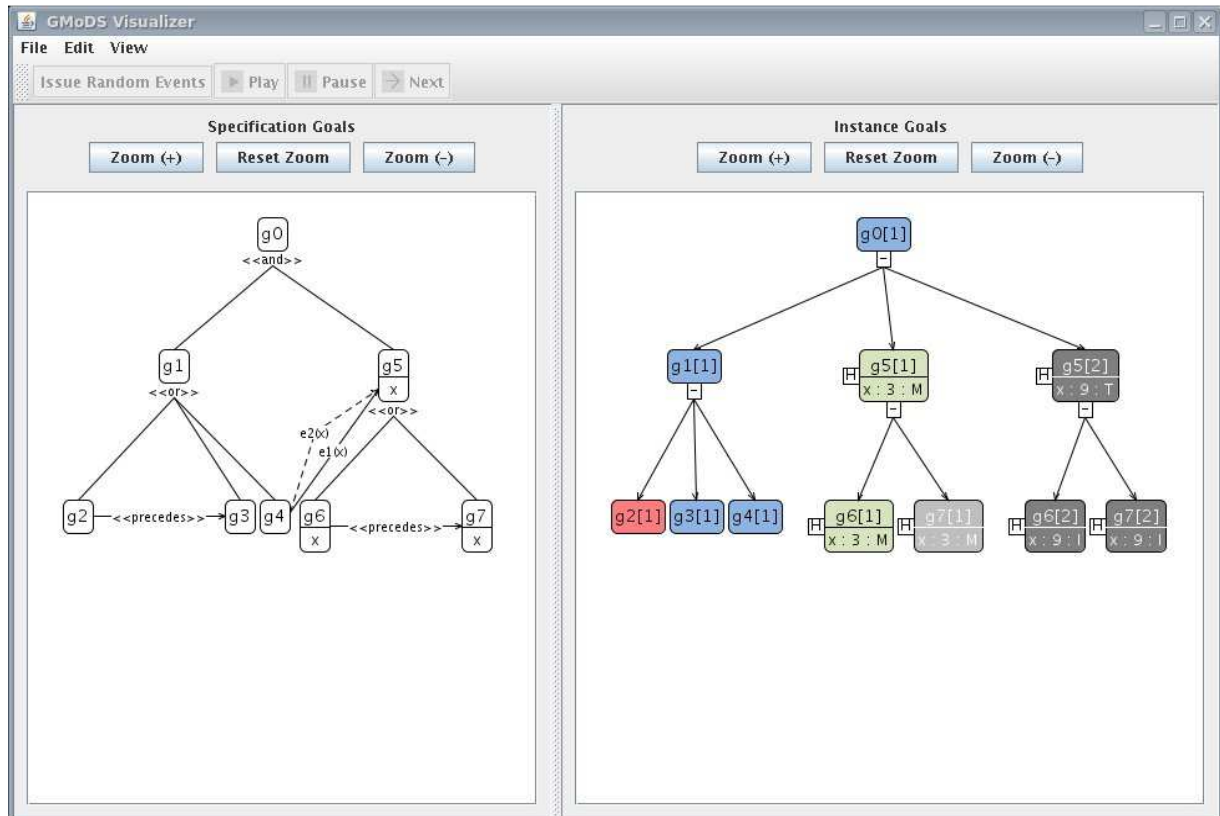 GMoDS Visualizer
File Edit View
Issue Random Events Play Pause Next
Specification Goals
Zoom (+) Reset Zoom Zoom (-)
g0
<<and>>
g1
<<or>>
g5
x
<<or>>
e2(x)
e1(x)
g2 <<precedes>> g3 g4 g6 <<precedes>> g7
x x
Instance Goals
Zoom (+) Reset Zoom Zoom (-)
g0[1]
-
g1[1] H g5[1] H g5[2]
x : 3 : M x : 9 : T
- - -
g2[1] g3[1] g4[1] H g6[1] H g7[1] H g6[2] H g7[2]
x : 3 : M x : 3 : M x : 9 : I x : 9 : I